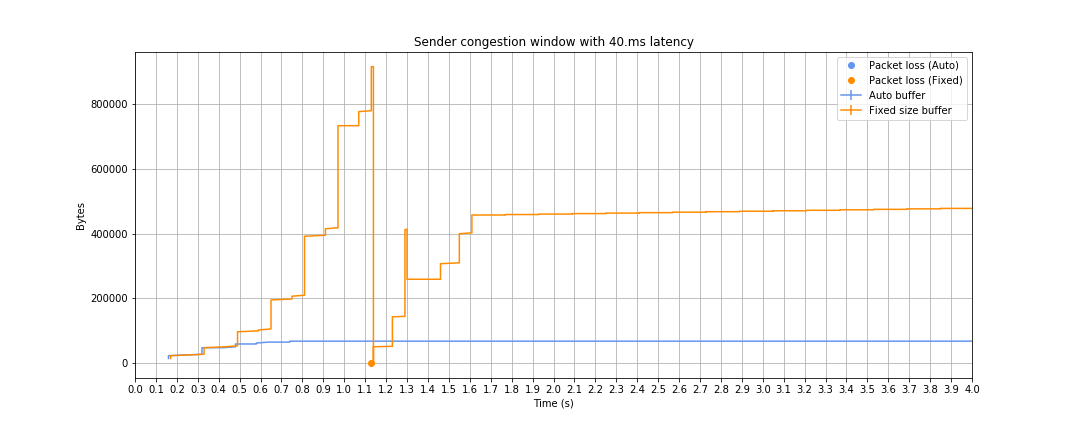 Sender congestion window with 40.ms latency
Packet loss (Auto)
Packet loss (Fixed)
Auto buffer
Fixed size buffer
Bytes
800000
600000
400000
200000
0
0.0 0.1 0.2 0.3 0.4 0.5 0.6 0.7 0.8 0.9 1.0 1.1 1.2 1.3 1.4 1.5 1.6 1.7 1.8 1.9 2.0 2.1 2.2 2.3 2.4 2.5 2.6 2.7 2.8 2.9 3.0 3.1 3.2 3.3 3.4 3.5 3.6 3.7 3.8 3.9 4.0
Time (s)